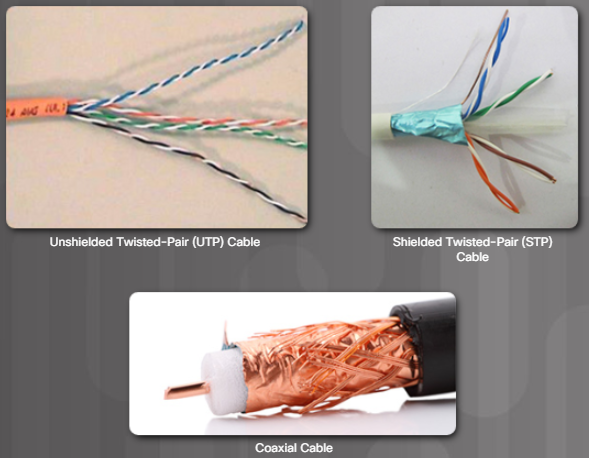 Unshielded Twisted-Pair (UTP) Cable
Shielded Twisted-Pair (STP)
Cable
Coaxial Cable